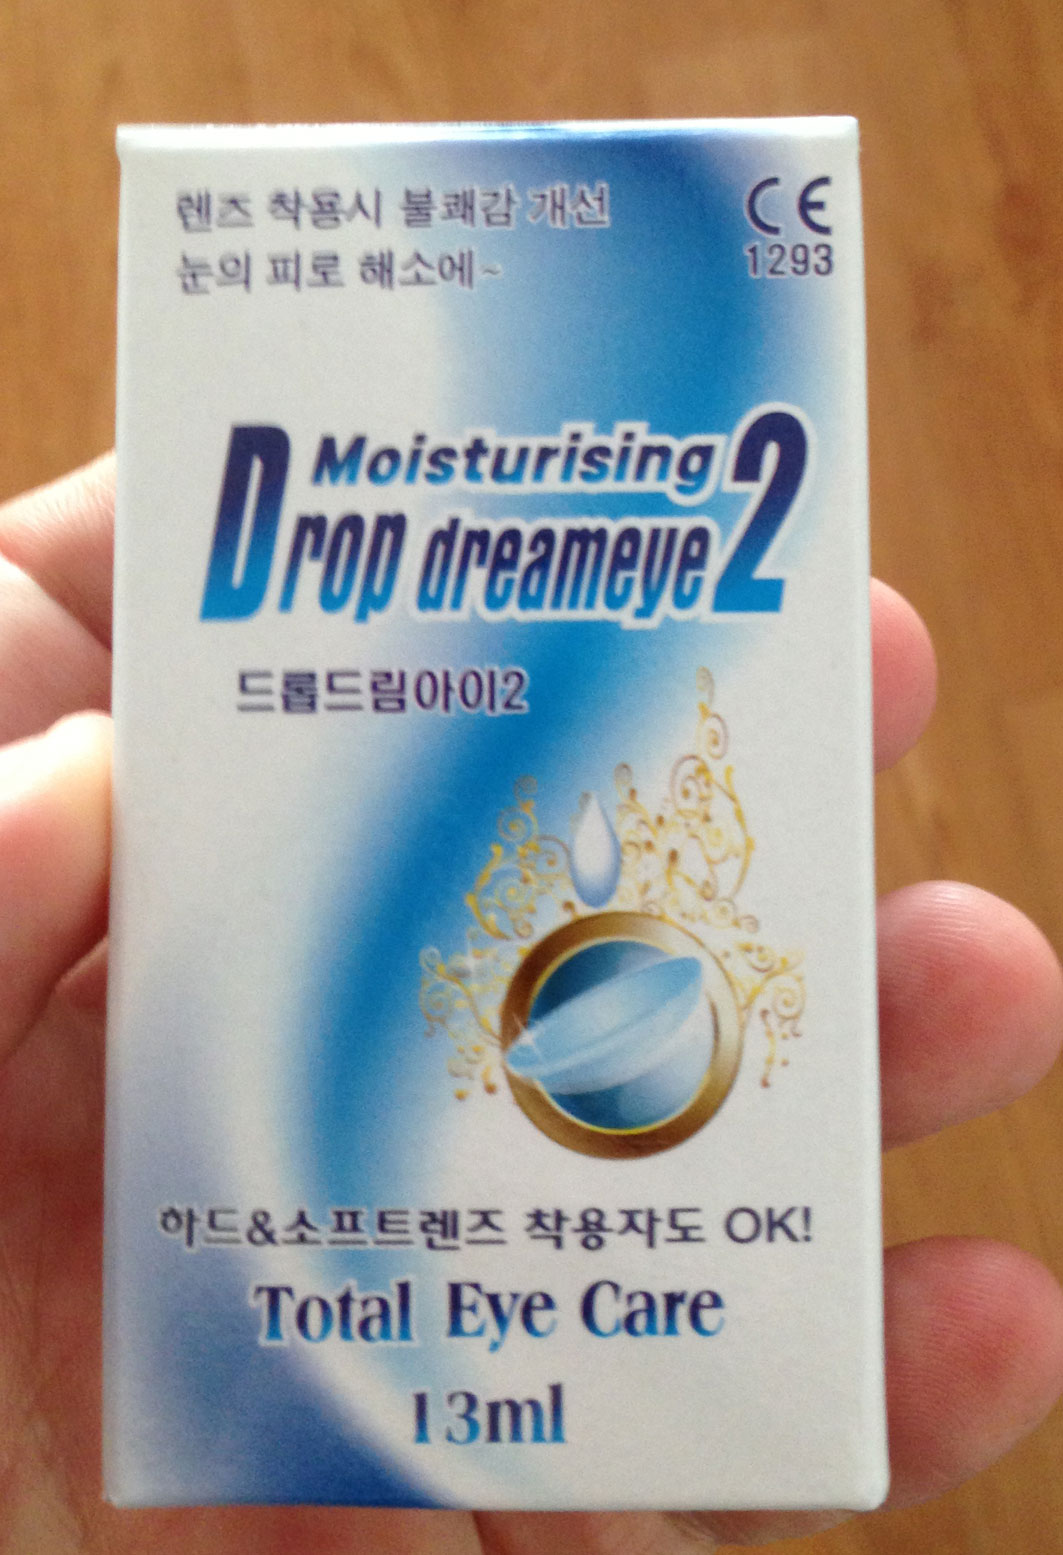 렌즈 착용시 불쾌감 개선
눈의 피로 해소에~
CE
1293
Moisturising
Drop dreameye2
드롭드림아이2
하드&소프트렌즈 착용자도 OK!
Total Eye Care
13ml